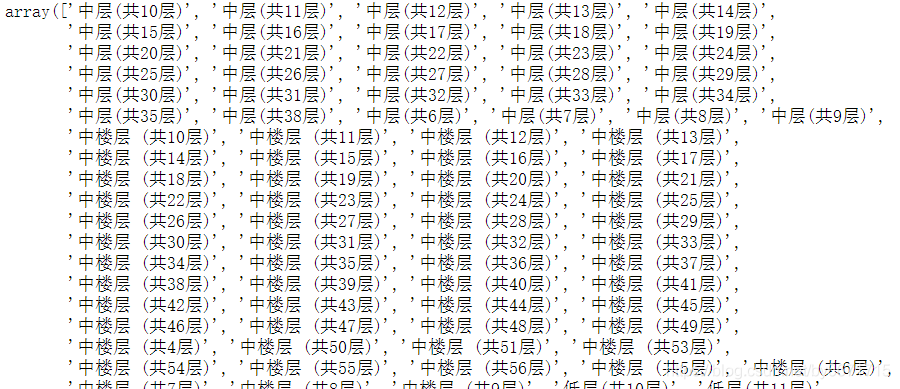 array(['中层(共10层)', '中层(共11层)', '中层(共12层)', '中层(共13层)', '中层(共14层)',
'中层(共15层)', '中层(共16层)', '中层(共17层)', '中层(共18层)', '中层(共19层)',
'中层(共20层)', '中层(共21层)', '中层(共22层)', '中层(共23层)', '中层(共24层)',
'中层(共25层)', '中层(共26层)', '中层(共27层)', '中层(共28层)', '中层(共29层)',
'中层(共30层)', '中层(共31层)', '中层(共32层)', '中层(共33层)', '中层(共34层)',
'中层(共35层)', '中层(共38层)', '中层(共6层)', '中层(共7层)', '中层(共8层)', '中层(共9层)',
'中楼层 (共10层)', '中楼层 (共11层)', '中楼层 (共12层)', '中楼层 (共13层)',
'中楼层 (共14层)', '中楼层 (共15层)', '中楼层 (共16层)', '中楼层 (共17层)',
'中楼层 (共18层)', '中楼层 (共19层)', '中楼层 (共20层)', '中楼层 (共21层)',
'中楼层 (共22层)', '中楼层 (共23层)', '中楼层 (共24层)', '中楼层 (共25层)',
'中楼层 (共26层)', '中楼层 (共27层)', '中楼层 (共28层)', '中楼层 (共29层)',
'中楼层 (共30层)', '中楼层 (共31层)', '中楼层 (共32层)', '中楼层 (共33层)',
'中楼层 (共34层)', '中楼层 (共35层)', '中楼层 (共36层)', '中楼层 (共37层)',
'中楼层 (共38层)', '中楼层 (共39层)', '中楼层 (共40层)', '中楼层 (共41层)',
'中楼层 (共42层)', '中楼层 (共43层)', '中楼层 (共44层)', '中楼层 (共45层)',
'中楼层 (共46层)', '中楼层 (共47层)', '中楼层 (共48层)', '中楼层 (共49层)',
'中楼层 (共4层)', '中楼层 (共50层)', '中楼层 (共51层)', '中楼层 (共53层)',
'中楼层 (共54层)', '中楼层 (共55层)', '中楼层 (共56层)', '中楼层 (共5层)', '中楼层 (共6层)',
'中楼层 (共7层)', '中楼层 (共8层)', '中楼层 (共9层)', '低层(共10层)', '低层(共11层)',